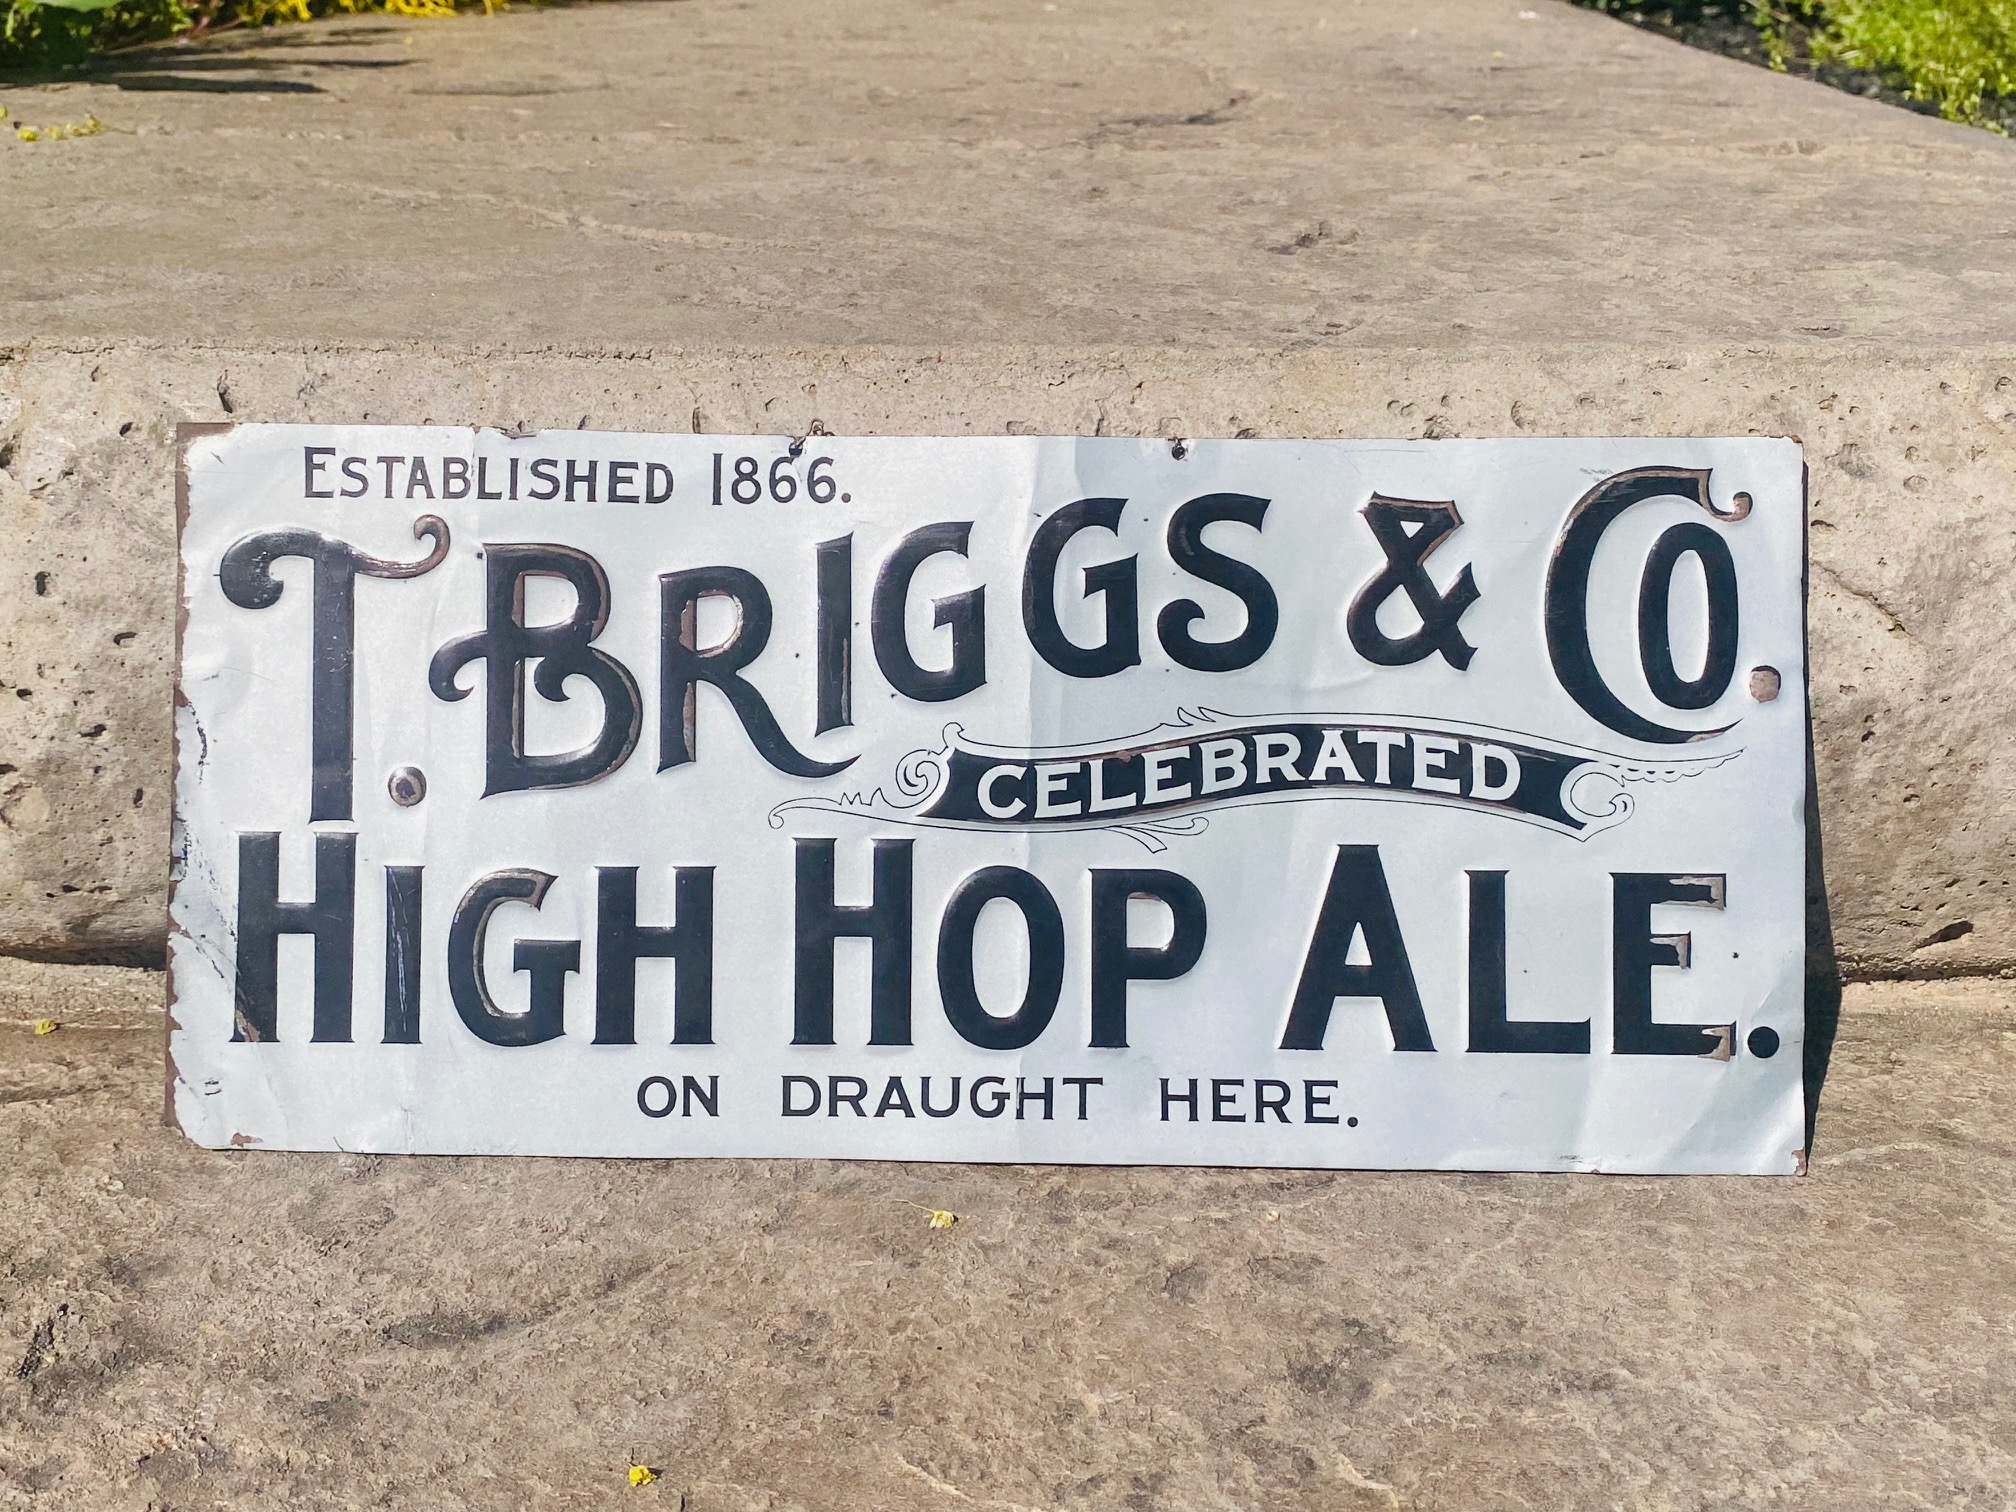 ESTABLISHED 1866.
T. BRIGGS & CO.
CELEBRATED
HIGH HOP ALE.
ON DRAUGHT HERE.